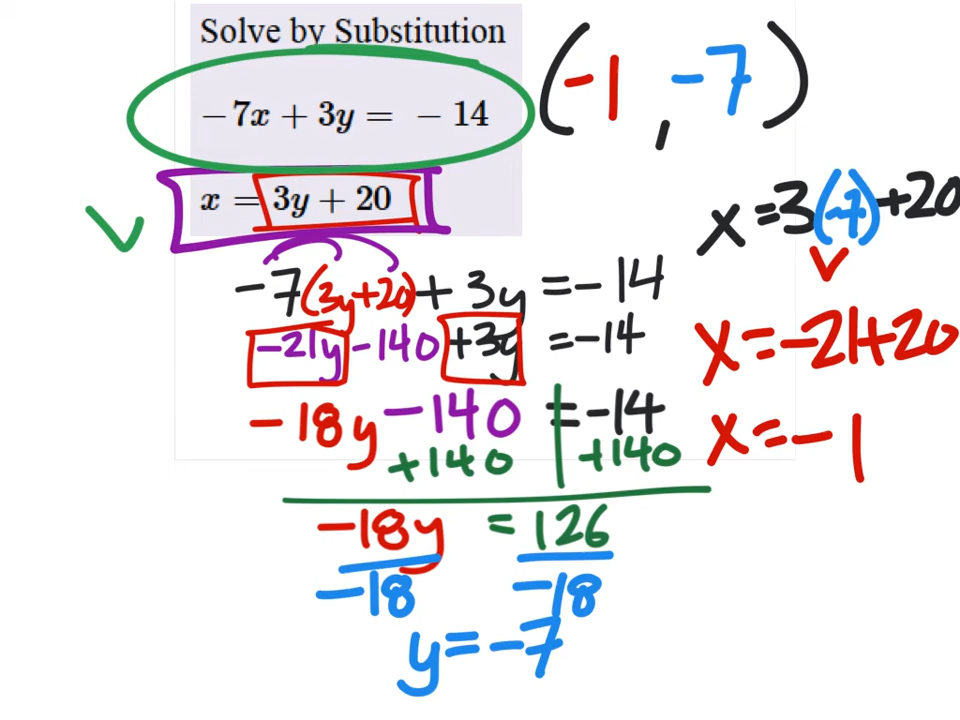 Solve by Substitution
(-1, -7)
-7x + 3y = -14
x = 3y + 20
x = 3(-7) + 20
-7(3y+20) + 3y = -14
x = -21+20
-21y - 140 + 3y = -14
-18y - 140 = -14
x = -1
+140 +140
-18y = 126
-18 -18
y = -7